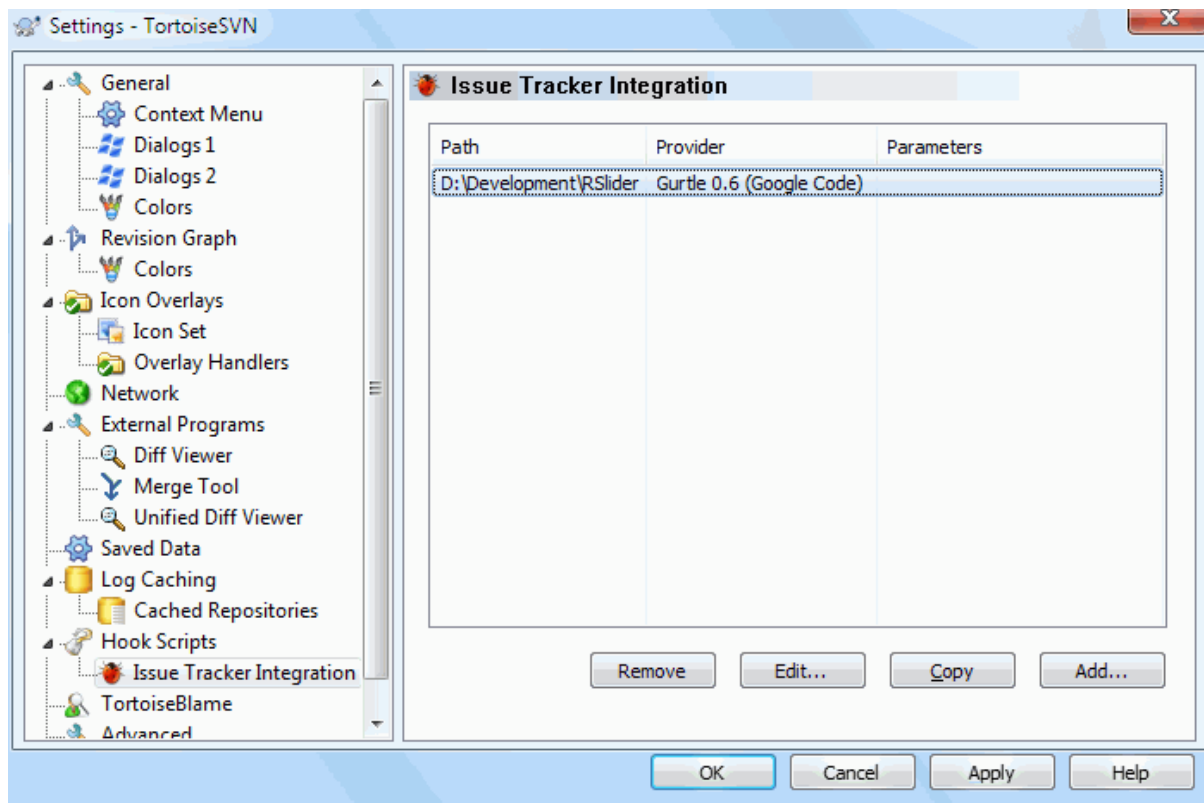 Settings - TortoiseSVN
General
Context Menu
Dialogs 1
Dialogs 2
Colors
Revision Graph
Colors
Icon Overlays
Icon Set
Overlay Handlers
Network
External Programs
Diff Viewer
Merge Tool
Unified Diff Viewer
Saved Data
Log Caching
Cached Repositories
Hook Scripts
Issue Tracker Integration
TortoiseBlame
Advanced
Issue Tracker Integration
Path Provider Parameters
D:\Development\RSlider Gurtle 0.6 (Google Code)
Remove Edit... Copy Add...
OK Cancel Apply Help